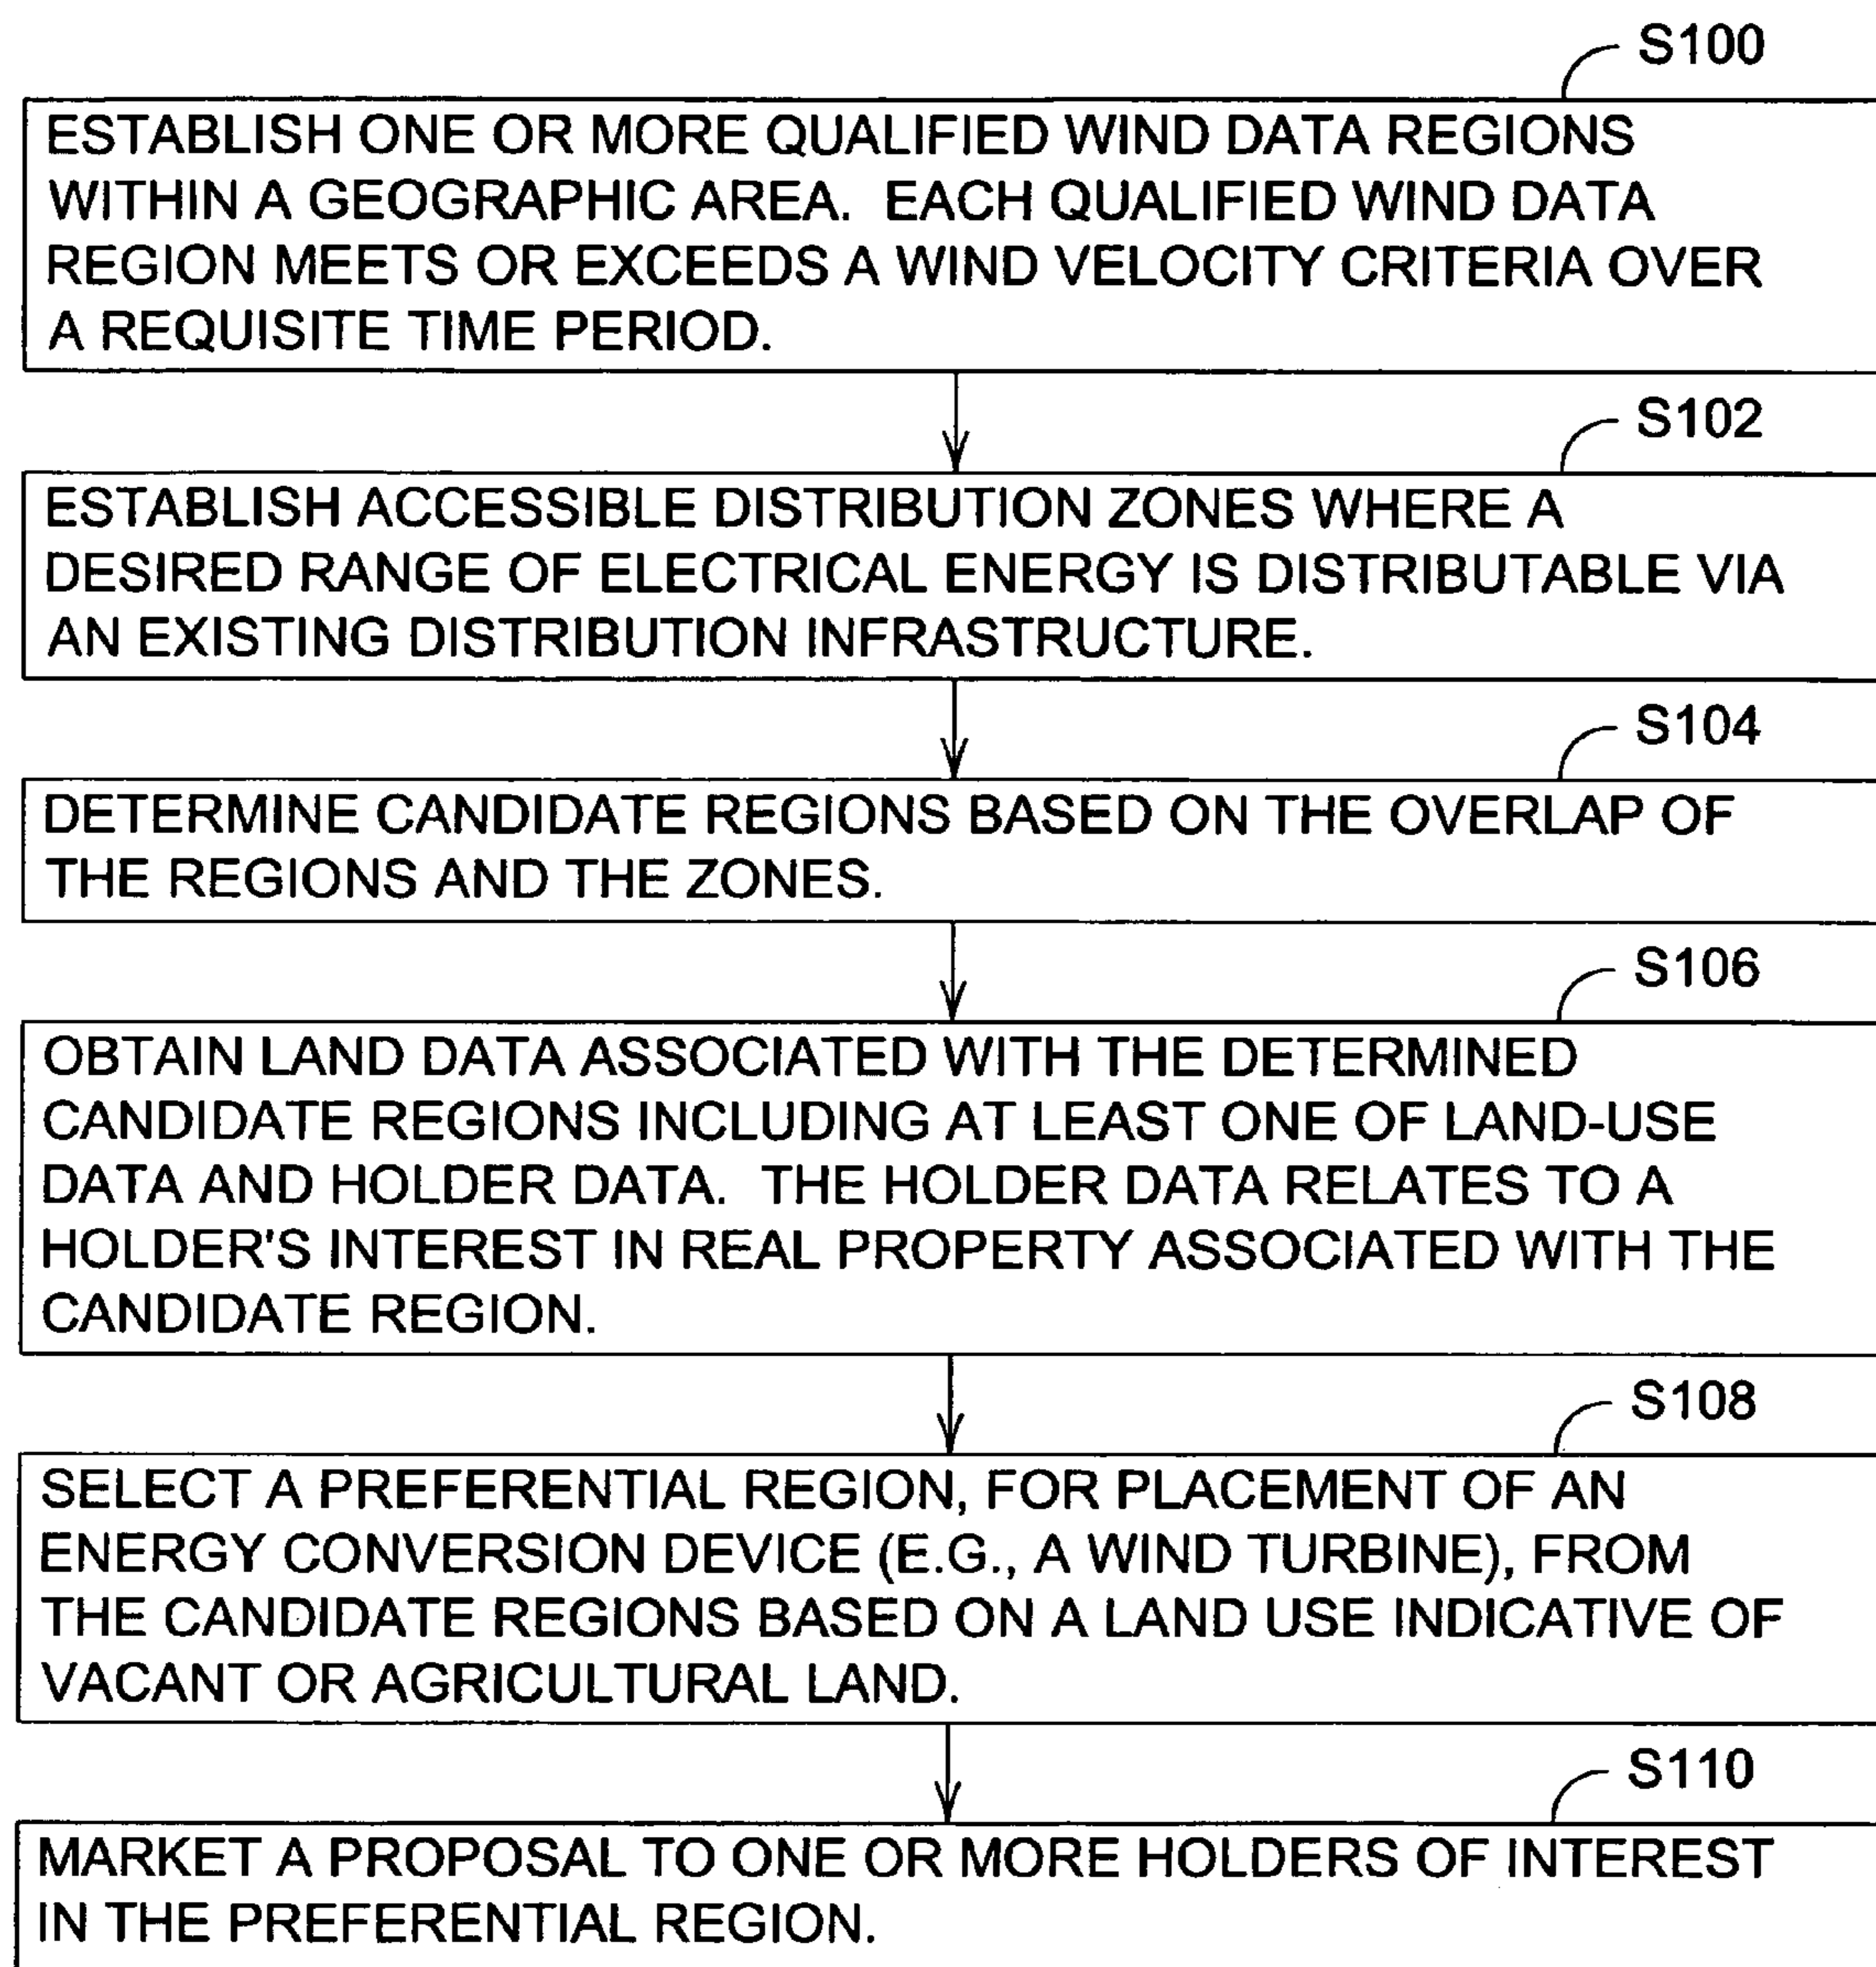 S100
ESTABLISH ONE OR MORE QUALIFIED WIND DATA REGIONS
WITHIN A GEOGRAPHIC AREA. EACH QUALIFIED WIND DATA
REGION MEETS OR EXCEEDS A WIND VELOCITY CRITERIA OVER
A REQUISITE TIME PERIOD.
S102
ESTABLISH ACCESSIBLE DISTRIBUTION ZONES WHERE A
DESIRED RANGE OF ELECTRICAL ENERGY IS DISTRIBUTABLE VIA
AN EXISTING DISTRIBUTION INFRASTRUCTURE.
S104
DETERMINE CANDIDATE REGIONS BASED ON THE OVERLAP OF
THE REGIONS AND THE ZONES.
S106
OBTAIN LAND DATA ASSOCIATED WITH THE DETERMINED
CANDIDATE REGIONS INCLUDING AT LEAST ONE OF LAND-USE
DATA AND HOLDER DATA. THE HOLDER DATA RELATES TO A
HOLDER'S INTEREST IN REAL PROPERTY ASSOCIATED WITH THE
CANDIDATE REGION.
S108
SELECT A PREFERENTIAL REGION, FOR PLACEMENT OF AN
ENERGY CONVERSION DEVICE (E.G., A WIND TURBINE), FROM
THE CANDIDATE REGIONS BASED ON A LAND USE INDICATIVE OF
VACANT OR AGRICULTURAL LAND.
S110
MARKET A PROPOSAL TO ONE OR MORE HOLDERS OF INTEREST
IN THE PREFERENTIAL REGION.